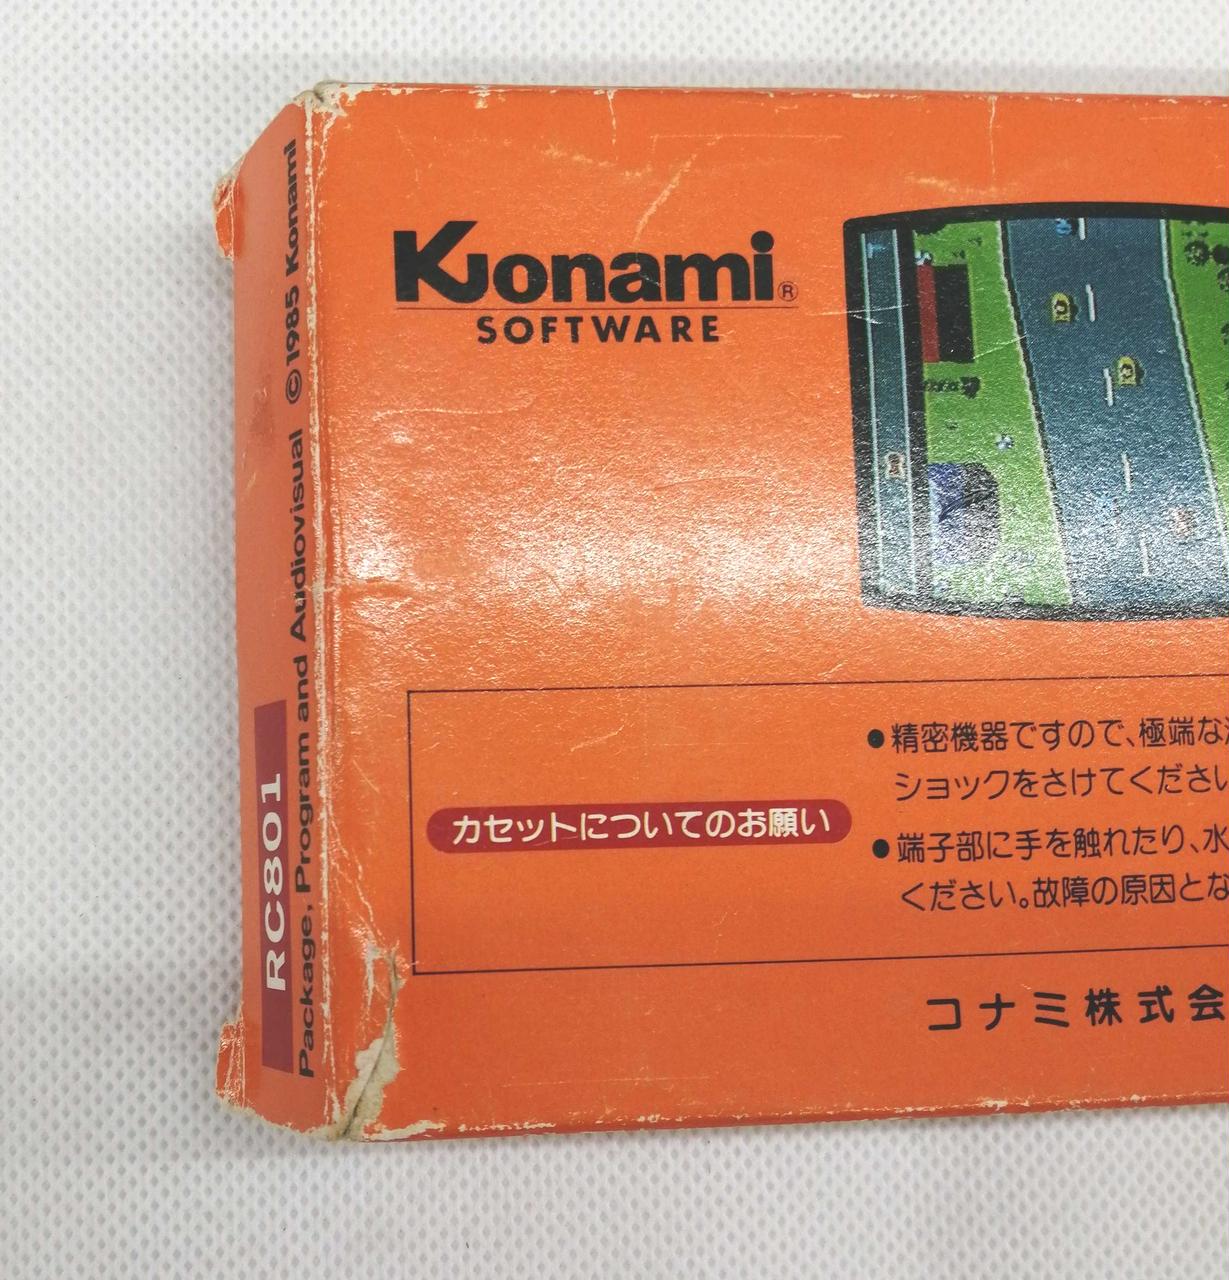 Konami®
SOFTWARE
カセットについてのお願い
●精密機器ですので、極端な
ショックをさけてください
●端子部に手を触れたり、水
ください。故障の原因とな
コナミ株式会
RC801
Package, Program and Audiovisual ©1985 Konami